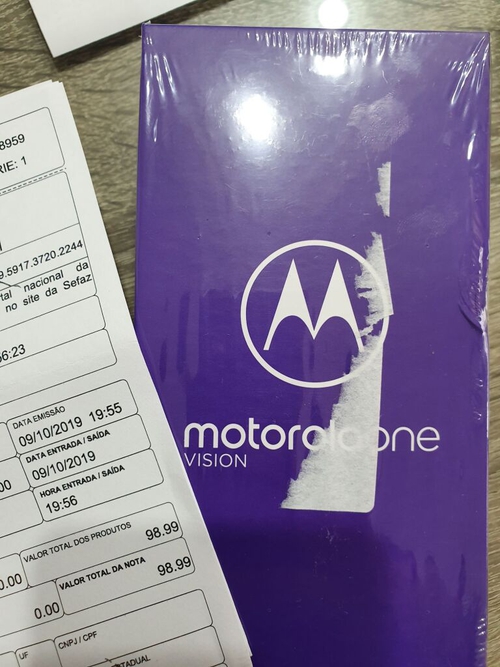 8959
RIE: 1
9.5917.3720.2244
nacional da
no site da Sefaz
56:23
DATA EMISSÃO
09/10/2019 19:55
DATA ENTRADA / SAÍDA
09/10/2019
HORA ENTRADA / SAÍDA
19:56
VALOR TOTAL DOS PRODUTOS
98.99
VALOR TOTAL DA NOTA
98.99
0.00
UF
CNPJ / CPF
motorola one
VISION